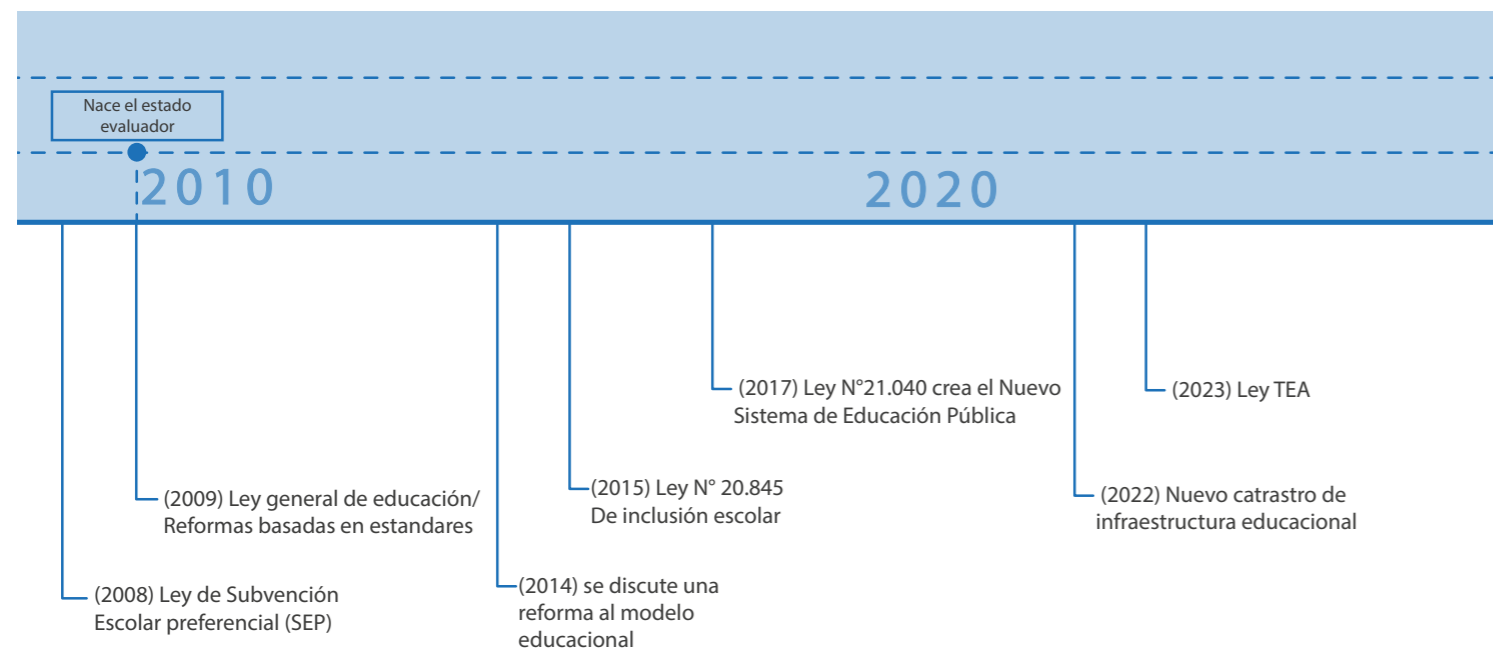 Nace el estado
evaluador
2010
2020
(2017) Ley N°21.040 crea el Nuevo
Sistema de Educación Pública
(2023) Ley TEA
(2009) Ley general de educación/
Reformas basadas en estandares
(2015) Ley N° 20.845
De inclusión escolar
(2022) Nuevo catrastro de
infraestructura educacional
(2008) Ley de Subvención
Escolar preferencial (SEP)
(2014) se discute una
reforma al modelo
educacional